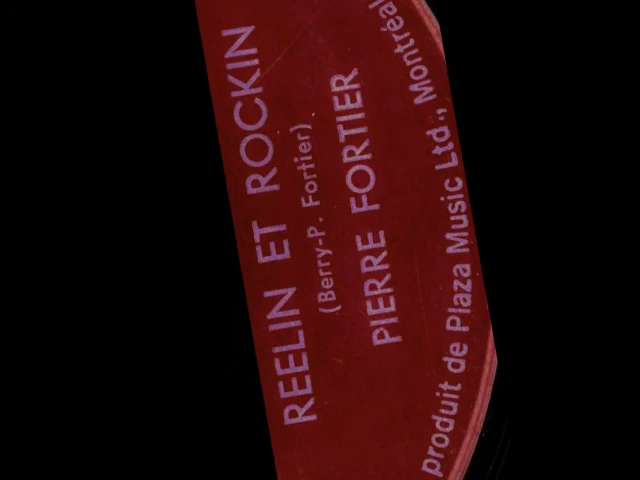 REELIN ET ROCKIN
(Berry-P. Fortier)
PIERRE FORTIER
produit de Plaza Music Ltd., Montréal